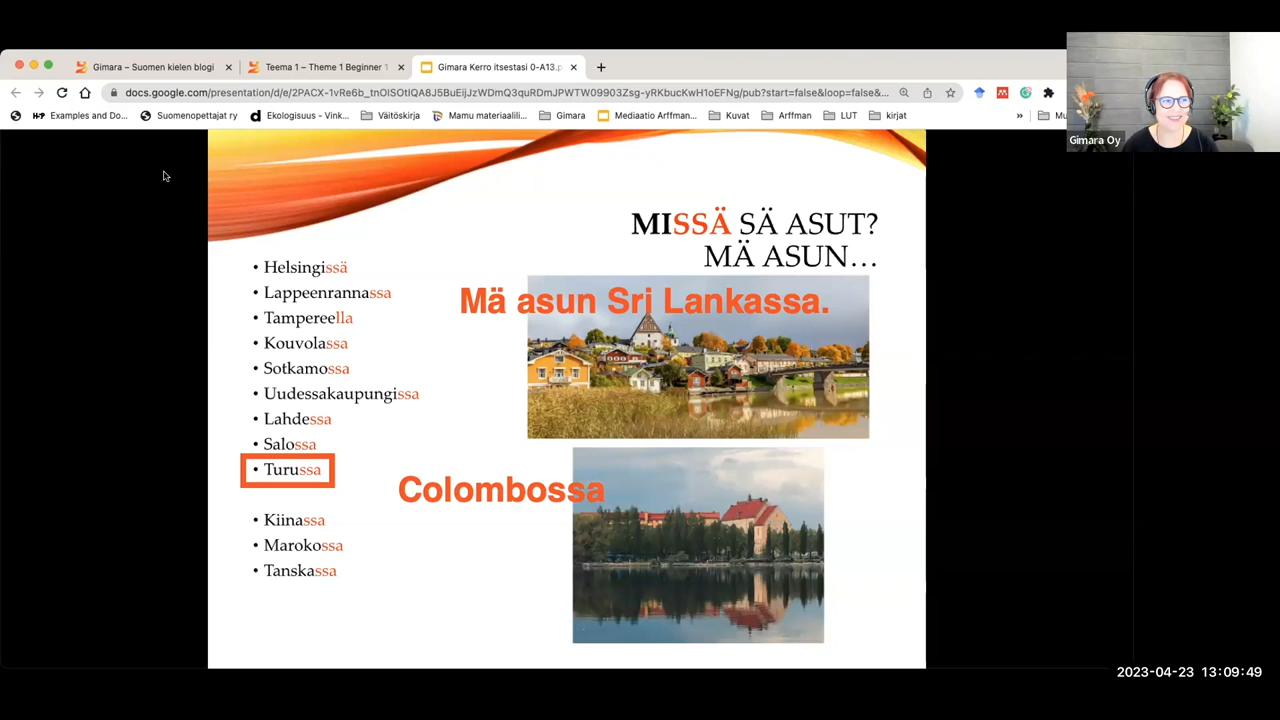 Gimara – Suomen kielen blogi
Teema 1 – Theme 1 Beginner 1
Gimara Kerro itsestasi 0-A13.p
docs.google.com/presentation/d/e/2PACX-1vRe6b_tnOlSOtIQA8J5BuEijJzWDmQ3quRDmJPWTW09903Zsg-yRKbucKwH1oEFNg/pub?start=false&loop=false&...
Examples and Do...
Suomenopettajat ry
Ekologisuus - Vink...
Väitöskirja
Mamu materiaalii...
Gimara
Mediaatio Arffman...
Kuvat
Arffman
LUT
kirjat
»
Mu
Gimara Oy
MISSÄ SÄ ASUT?
MÄ ASUN...
• Helsingissä
• Lappeenrannassa
• Tampereella
• Kouvolassa
• Sotkamossa
• Uudessakaupungissa
• Lahdessa
• Salossa
• Turussa
• Kiinassa
• Marokossa
• Tanskassa
Mä asun Sri Lankassa.
Colombossa
2023-04-23 13:09:49